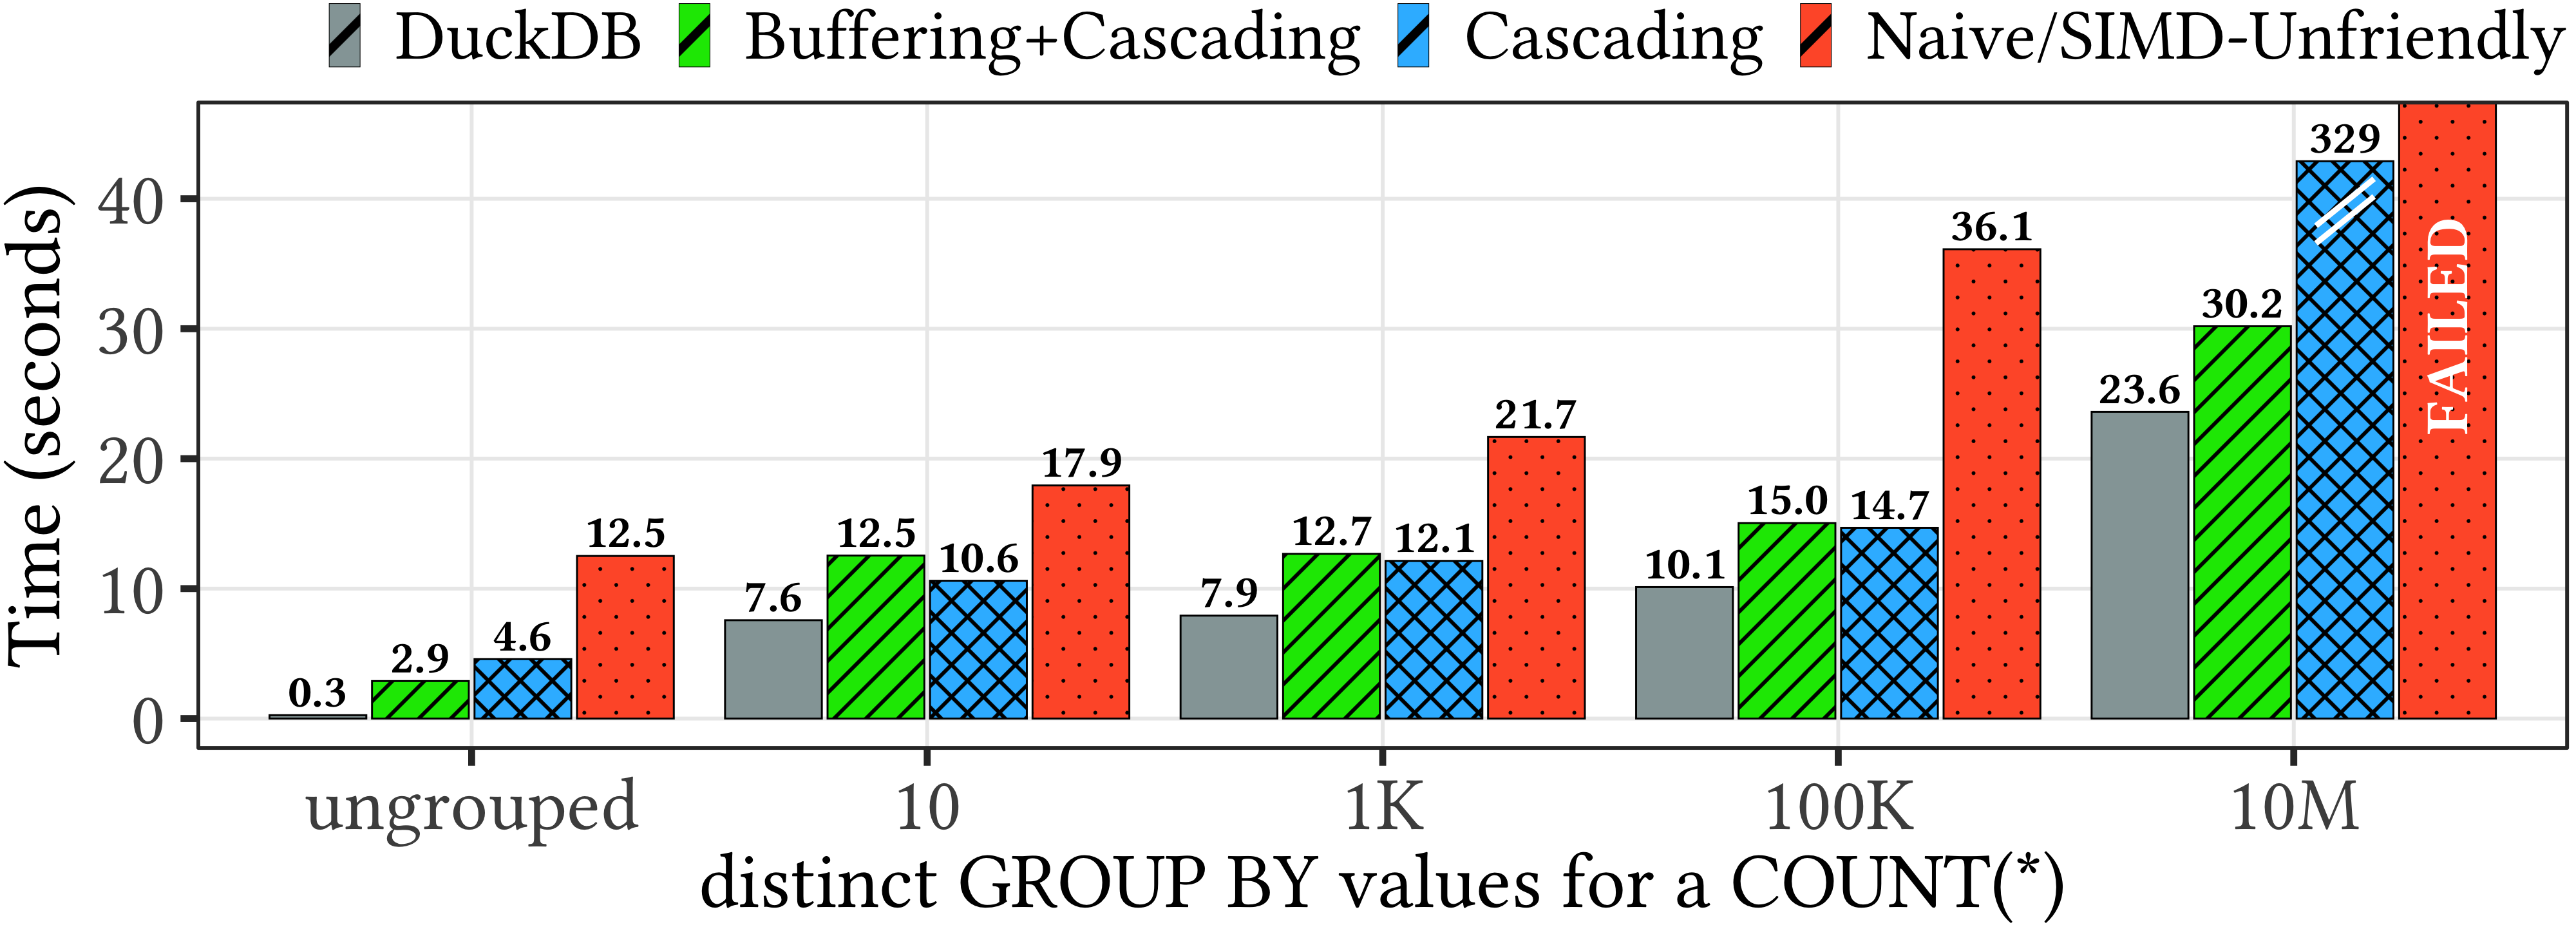 DuckDB Buffering+Cascading Cascading Naive/SIMD-Unfriendly
Time (seconds)
40
30
20
10
0
0.3 2.9 4.6 12.5
7.6 12.5 10.6 17.9
7.9 12.7 12.1 21.7
10.1 15.0 14.7 36.1
23.6 30.2 329 FAILED
ungrouped 10 1K 100K 10M
distinct GROUP BY values for a COUNT(*)